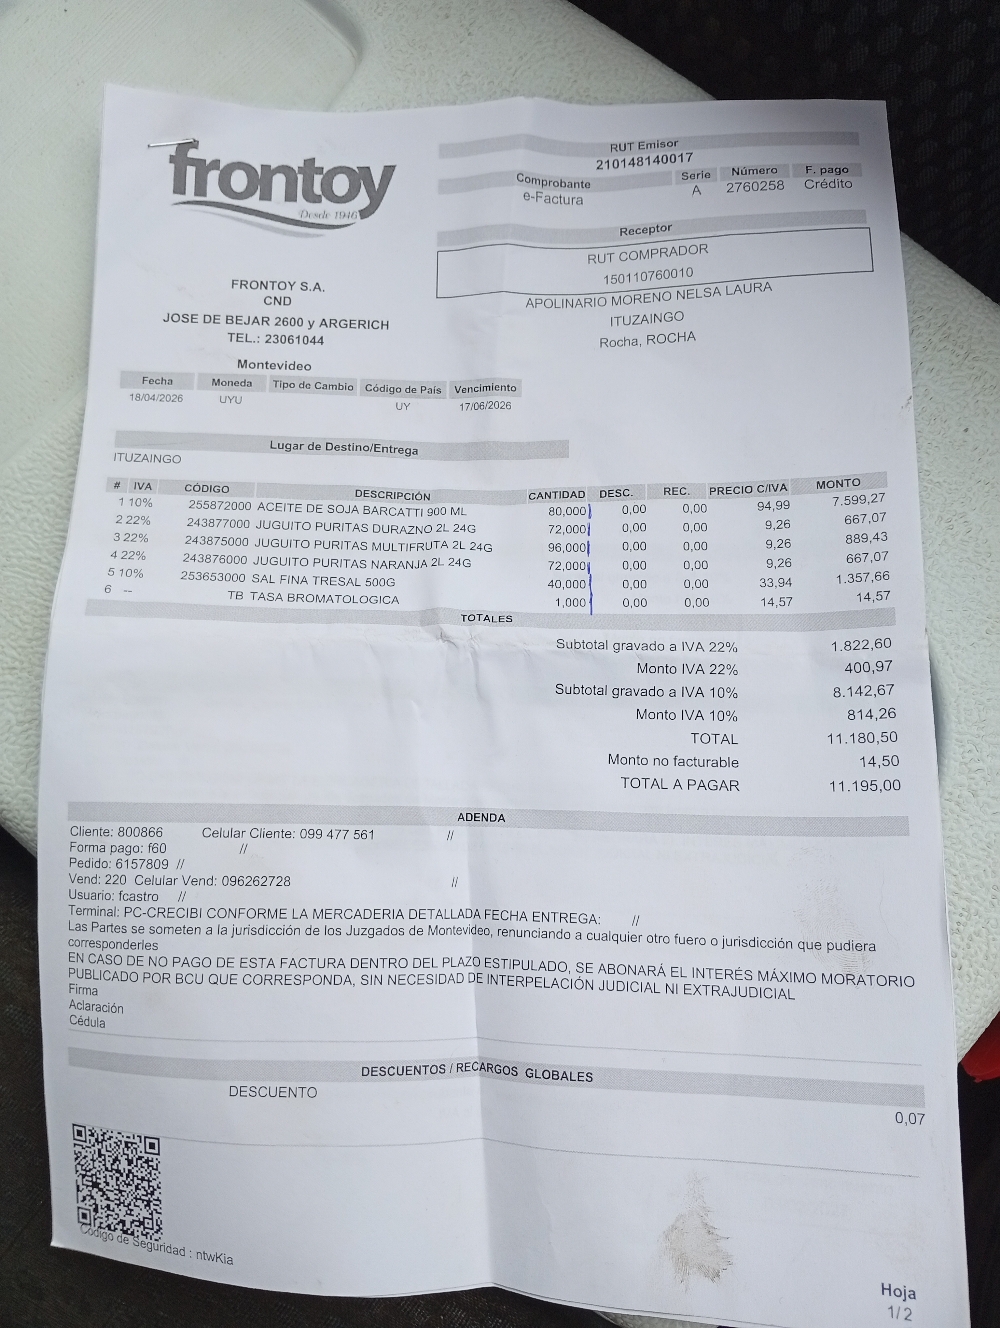 frontoy
Desde 1946
RUT Emisor
210148140017
Comprobante Serie Número F. pago
e-Factura A 2760258 Crédito
Receptor
RUT COMPRADOR
150110760010
APOLINARIO MORENO NELSA LAURA
ITUZAINGO
Rocha, ROCHA
FRONTOY S.A.
CND
JOSE DE BEJAR 2600 y ARGERICH
TEL.: 23061044
Montevideo
Fecha Moneda Tipo de Cambio Código de País Vencimiento
18/04/2026 UYU UY 17/06/2026
Lugar de Destino/Entrega
ITUZAINGO
# IVA CÓDIGO DESCRIPCIÓN CANTIDAD DESC. REC. PRECIO C/IVA MONTO
1 10% 255872000 ACEITE DE SOJA BARCATTI 900 ML 80,000 0,00 0,00 94,99 7.599,27
2 22% 243877000 JUGUITO PURITAS DURAZNO 2L 24G 72,000 0,00 0,00 9,26 667,07
3 22% 243875000 JUGUITO PURITAS MULTIFRUTA 2L 24G 96,000 0,00 0,00 9,26 889,43
4 22% 243876000 JUGUITO PURITAS NARANJA 2L 24G 72,000 0,00 0,00 9,26 667,07
5 10% 253653000 SAL FINA TRESAL 500G 40,000 0,00 0,00 33,94 1.357,66
6 -- TB TASA BROMATOLOGICA 1,000 0,00 0,00 14,57 14,57
TOTALES
Subtotal gravado a IVA 22% 1.822,60
Monto IVA 22% 400,97
Subtotal gravado a IVA 10% 8.142,67
Monto IVA 10% 814,26
TOTAL 11.180,50
Monto no facturable 14,50
TOTAL A PAGAR 11.195,00
ADENDA
Cliente: 800866 Celular Cliente: 099 477 561 //
Forma pago: f60 //
Pedido: 6157809 //
Vend: 220 Celular Vend: 096262728 //
Usuario: fcastro //
Terminal: PC-CRECIBI CONFORME LA MERCADERIA DETALLADA FECHA ENTREGA: //
Las Partes se someten a la jurisdicción de los Juzgados de Montevideo, renunciando a cualquier otro fuero o jurisdicción que pudiera
corresponderles
EN CASO DE NO PAGO DE ESTA FACTURA DENTRO DEL PLAZO ESTIPULADO, SE ABONARÁ EL INTERÉS MÁXIMO MORATORIO
PUBLICADO POR BCU QUE CORRESPONDA, SIN NECESIDAD DE INTERPELACIÓN JUDICIAL NI EXTRAJUDICIAL
Firma
Aclaración
Cédula
DESCUENTOS / RECARGOS GLOBALES
DESCUENTO 0,07
Código de Seguridad : ntwKia
Hoja
1/2